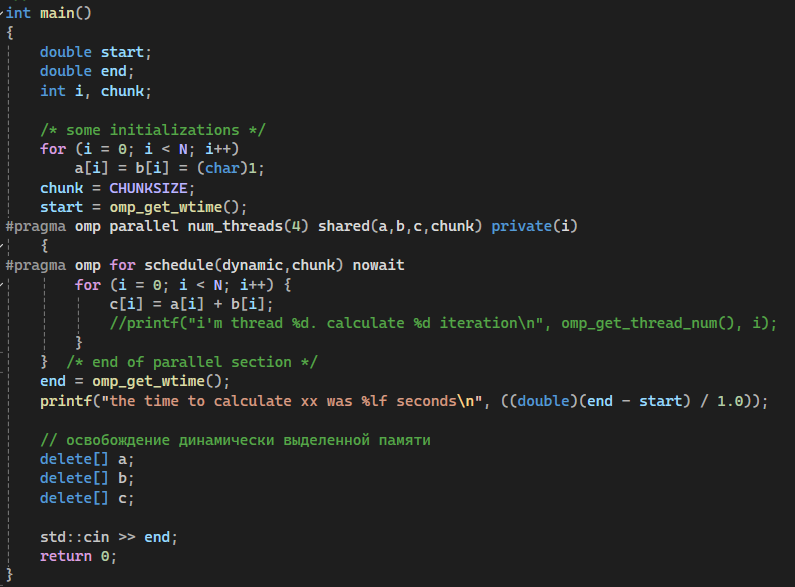 int main()
{
    double start;
    double end;
    int i, chunk;

    /* some initializations */
    for (i = 0; i < N; i++)
        a[i] = b[i] = (char)1;
    chunk = CHUNKSIZE;
    start = omp_get_wtime();
#pragma omp parallel num_threads(4) shared(a,b,c,chunk) private(i)
    {
#pragma omp for schedule(dynamic,chunk) nowait
        for (i = 0; i < N; i++) {
            c[i] = a[i] + b[i];
            //printf("i'm thread %d. calculate %d iteration\n", omp_get_thread_num(), i);
        }
    }  /* end of parallel section */
    end = omp_get_wtime();
    printf("the time to calculate xx was %lf seconds\n", ((double)(end - start) / 1.0));

    // освобождение динамически выделенной памяти
    delete[] a;
    delete[] b;
    delete[] c;

    std::cin >> end;
    return 0;
}